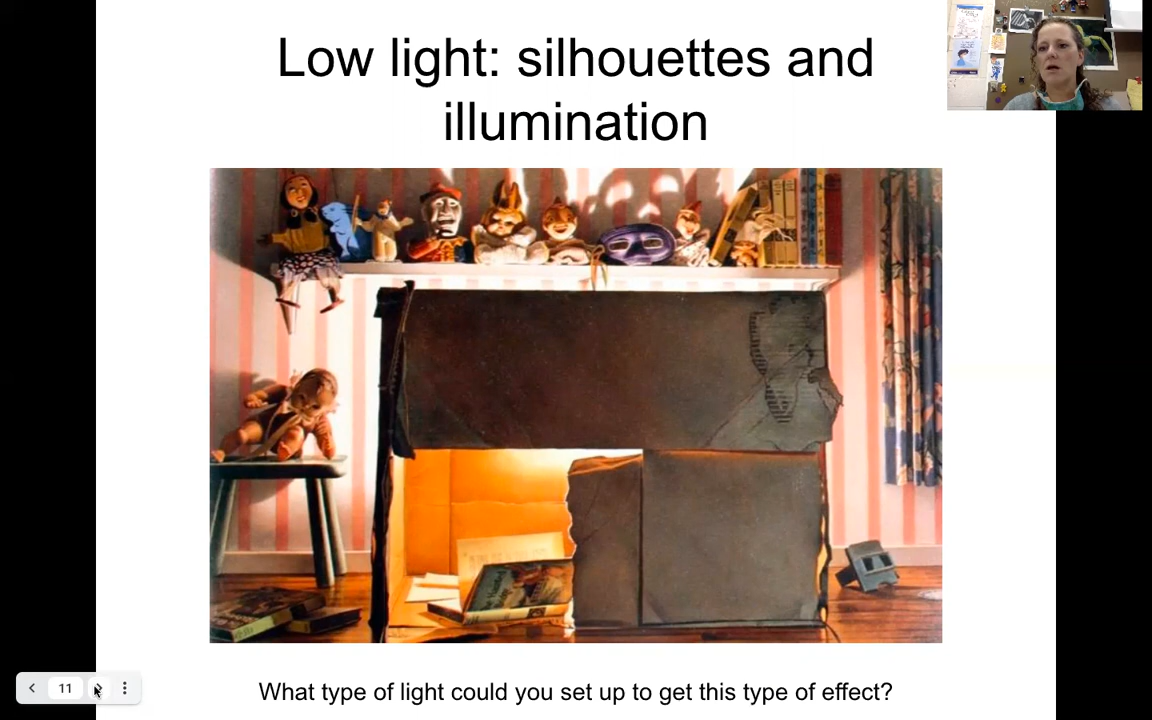 Low light: silhouettes and
illumination
What type of light could you set up to get this type of effect?
11